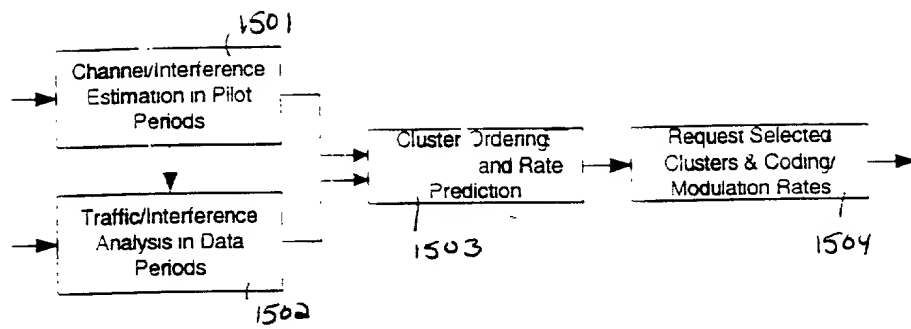 1501
Channel/Interference
Estimation in Pilot
Periods
Traffic/Interference
Analysis in Data
Periods
1502
Cluster Ordering
and Rate
Prediction
1503
Request Selected
Clusters & Coding/
Modulation Rates
1504